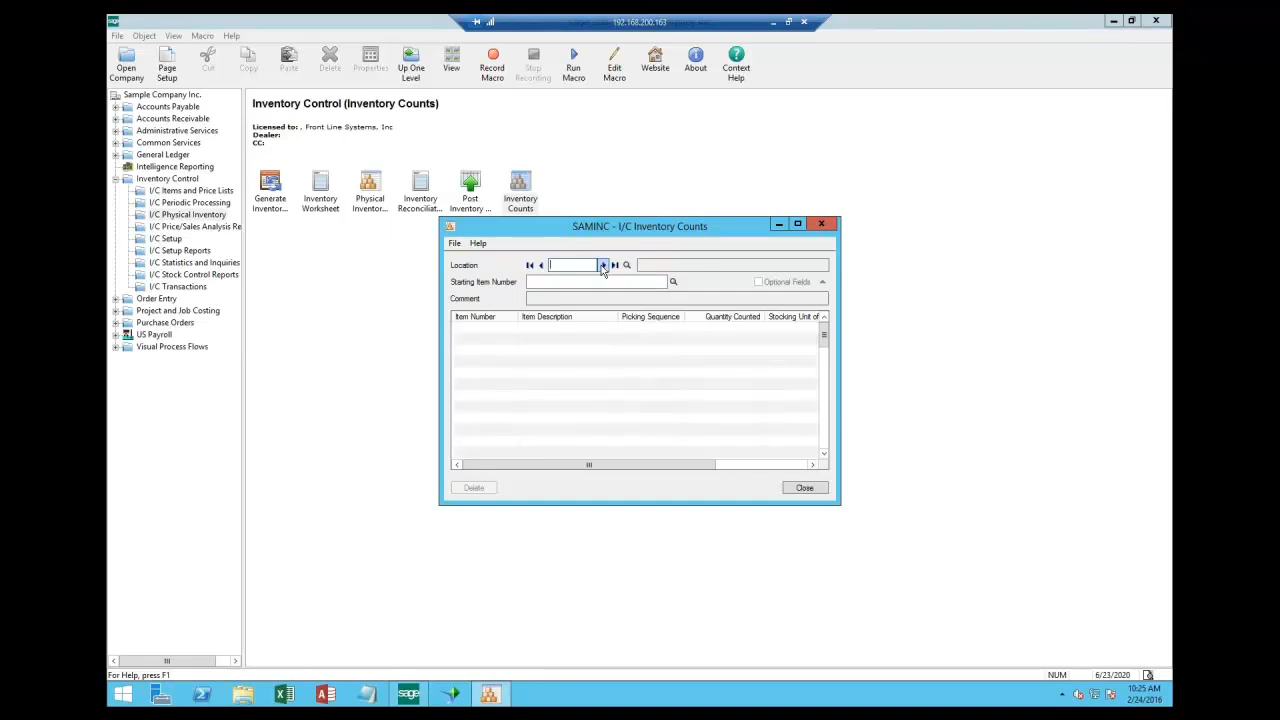 sage
192.168.200.163
File Object View Macro Help
Open Company
Page Setup
Cut
Copy
Paste
Delete
Properties
Up One Level
View
Record Macro
Stop Recording
Run Macro
Edit Macro
Website
About
Context Help
Sample Company Inc.
Accounts Payable
Accounts Receivable
Administrative Services
Common Services
General Ledger
Intelligence Reporting
Inventory Control
I/C Items and Price Lists
I/C Periodic Processing
I/C Physical Inventory
I/C Price/Sales Analysis Re
I/C Setup
I/C Setup Reports
I/C Statistics and Inquiries
I/C Stock Control Reports
I/C Transactions
Order Entry
Project and Job Costing
Purchase Orders
US Payroll
Visual Process Flows
Inventory Control (Inventory Counts)
Licensed to: , Front Line Systems, Inc
Dealer:
CC:
Generate Inventor...
Inventory Worksheet
Physical Inventor...
Inventory Reconciliat...
Post Inventory ...
Inventory Counts
SAMINC - I/C Inventory Counts
File Help
Location
Starting Item Number
Optional Fields
Comment
Item Number Item Description Picking Sequence Quantity Counted Stocking Unit of
Delete Close
For Help, press F1
NUM 6/23/2020
sage
10:25 AM
2/24/2016